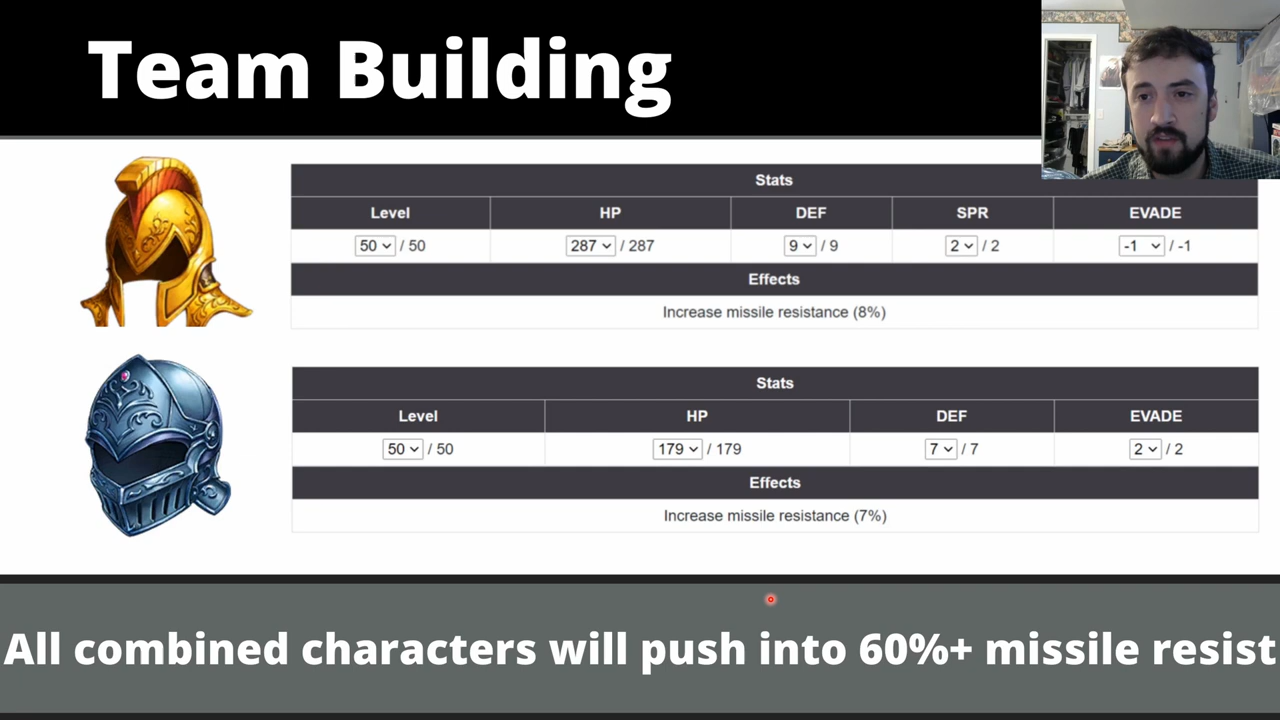 Team Building
Stats
Level HP DEF SPR EVADE
50 / 50 287 / 287 9 / 9 2 / 2 -1 / -1
Effects
Increase missile resistance (8%)
Stats
Level HP DEF EVADE
50 / 50 179 / 179 7 / 7 2 / 2
Effects
Increase missile resistance (7%)
All combined characters will push into 60%+ missile resist